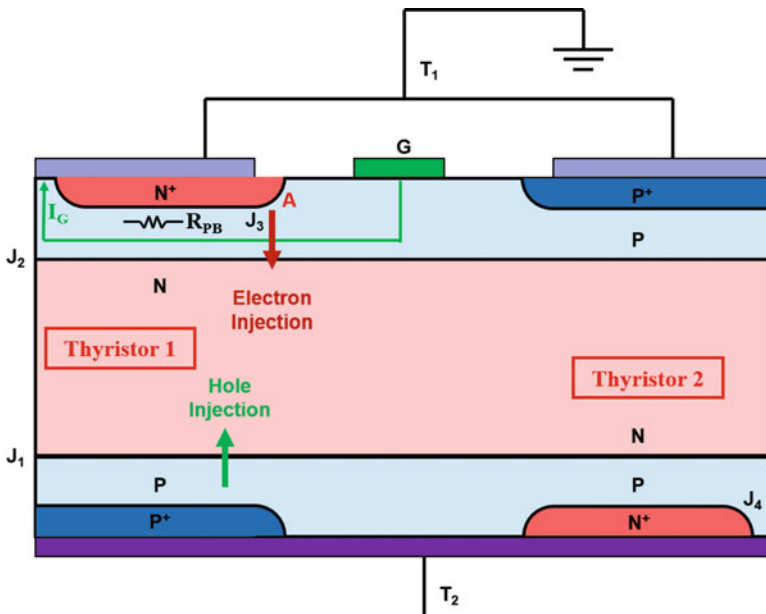 T1
G
N+
A
P+
IG
RPB
J3
P
J2
N
Electron
Injection
Thyristor 1
Thyristor 2
Hole
Injection
N
J1
P
P
J4
P+
N+
T2